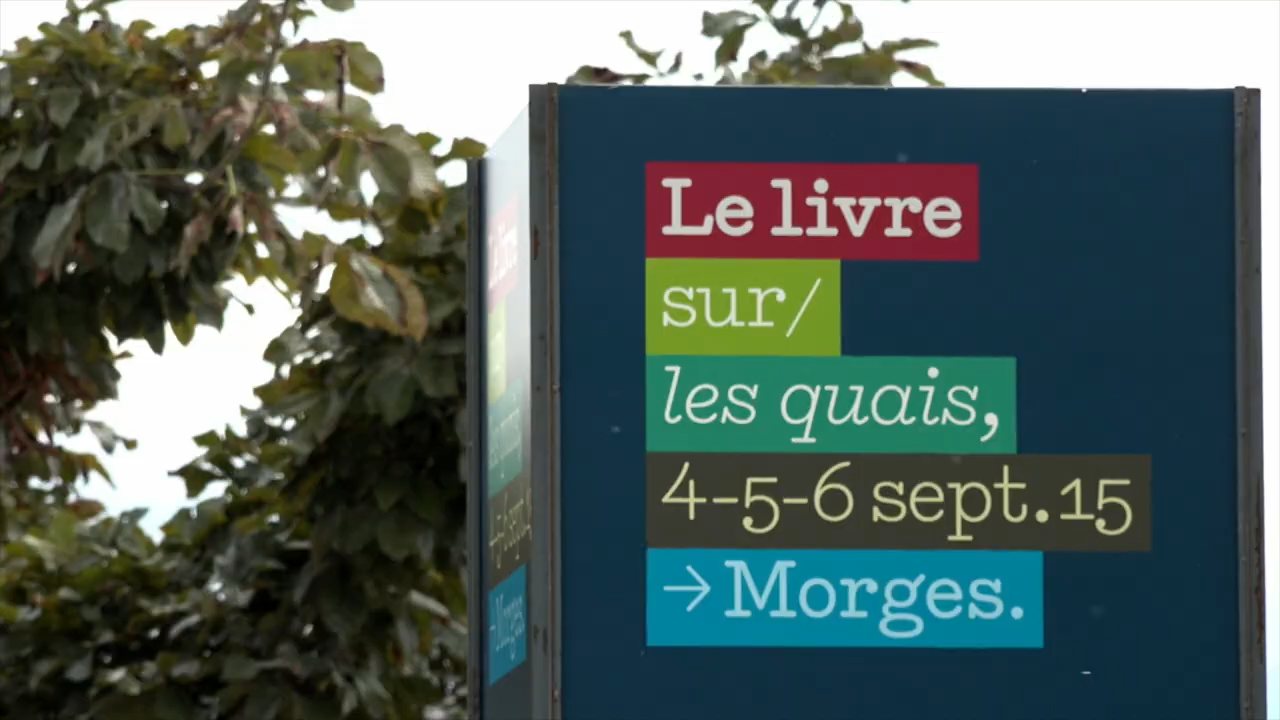 Le livre
sur/
les quais,
4-5-6 sept.15
→ Morges.